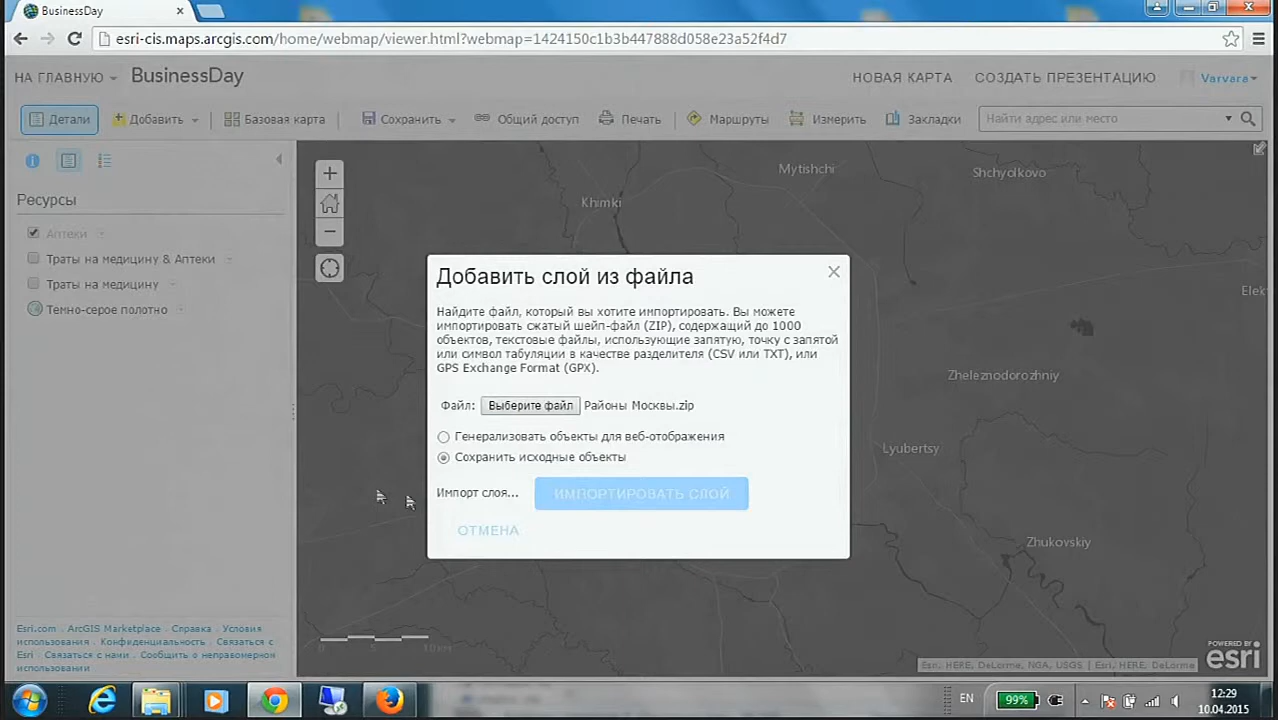 BusinessDay
esri-cis.maps.arcgis.com/home/webmap/viewer.html?webmap=1424150c1b3b447888d058e23a52f4d7
НА ГЛАВНУЮ BusinessDay НОВАЯ КАРТА СОЗДАТЬ ПРЕЗЕНТАЦИЮ Varvara
Детали Добавить Базовая карта Сохранить Общий доступ Печать Маршруты Измерить Закладки Найти адрес или место
Ресурсы
Аптеки
Траты на медицину & Аптеки
Траты на медицину
Темно-серое полотно
Mytishchi
Shchyolkovo
Khimki
Elekt
Zheleznodorozhniy
Lyubertsy
Zhukovskiy
Добавить слой из файла
Найдите файл, который вы хотите импортировать. Вы можете
импортировать сжатый шейп-файл (ZIP), содержащий до 1000
объектов, текстовые файлы, использующие запятую, точку с запятой
или символ табуляции в качестве разделителя (CSV или TXT), или
GPS Exchange Format (GPX).
Файл: Выберите файл Районы Москвы.zip
Генерализовать объекты для веб-отображения
Сохранить исходные объекты
Импорт слоя... ИМПОРТИРОВАТЬ СЛОЙ
ОТМЕНА
Esri.com ArcGIS Marketplace Справка Условия
использования Конфиденциальность Связаться с
Esri Связаться с нами Сообщить о неправомерном
использовании
0 5 10km
POWERED BY
esri
Esri, HERE, DeLorme, NGA, USGS | Esri, HERE, DeLorme
EN 99% 12:29
10.04.2015